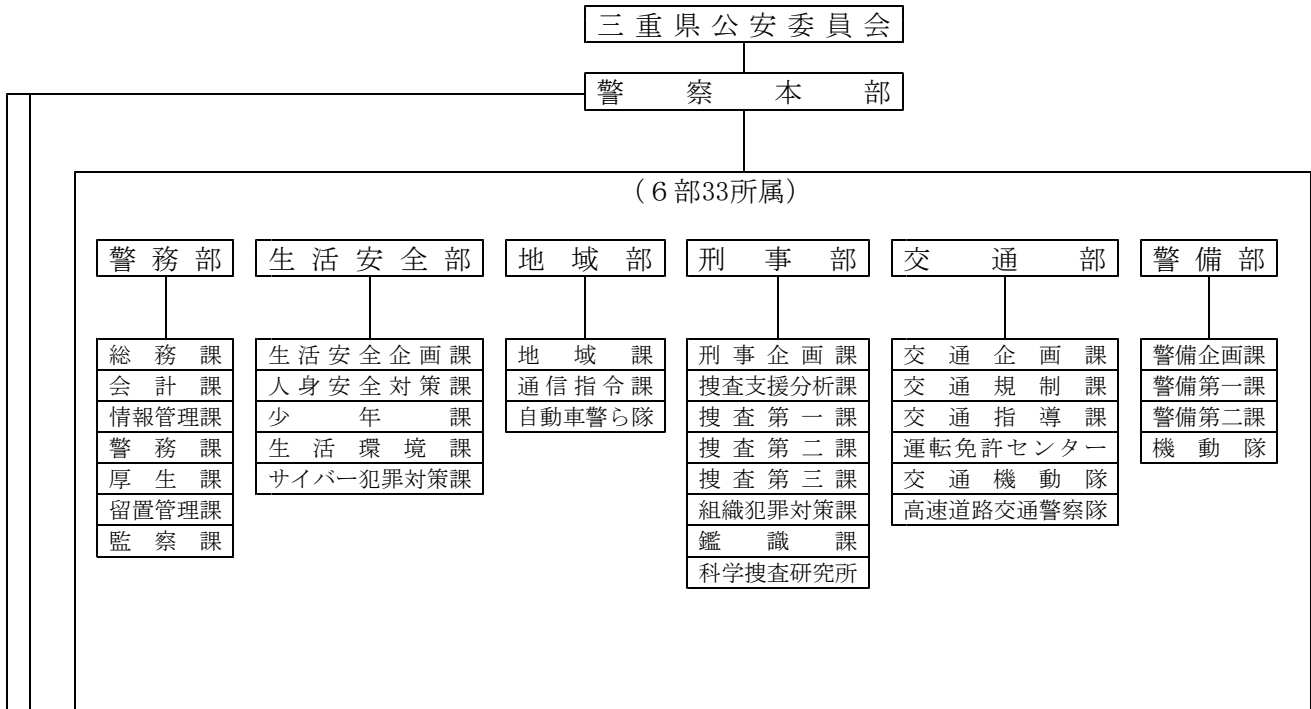 三重県公安委員会
警察本部
（６部33所属）
警務部
総務課
会計課
情報管理課
警務課
厚生課
留置管理課
監察課
生活安全部
生活安全企画課
人身安全対策課
少年課
生活環境課
サイバー犯罪対策課
地域部
地域課
通信指令課
自動車警ら隊
刑事部
刑事企画課
捜査支援分析課
捜査第一課
捜査第二課
捜査第三課
組織犯罪対策課
鑑識課
科学捜査研究所
交通部
交通企画課
交通規制課
交通指導課
運転免許センター
交通機動隊
高速道路交通警察隊
警備部
警備企画課
警備第一課
警備第二課
機動隊